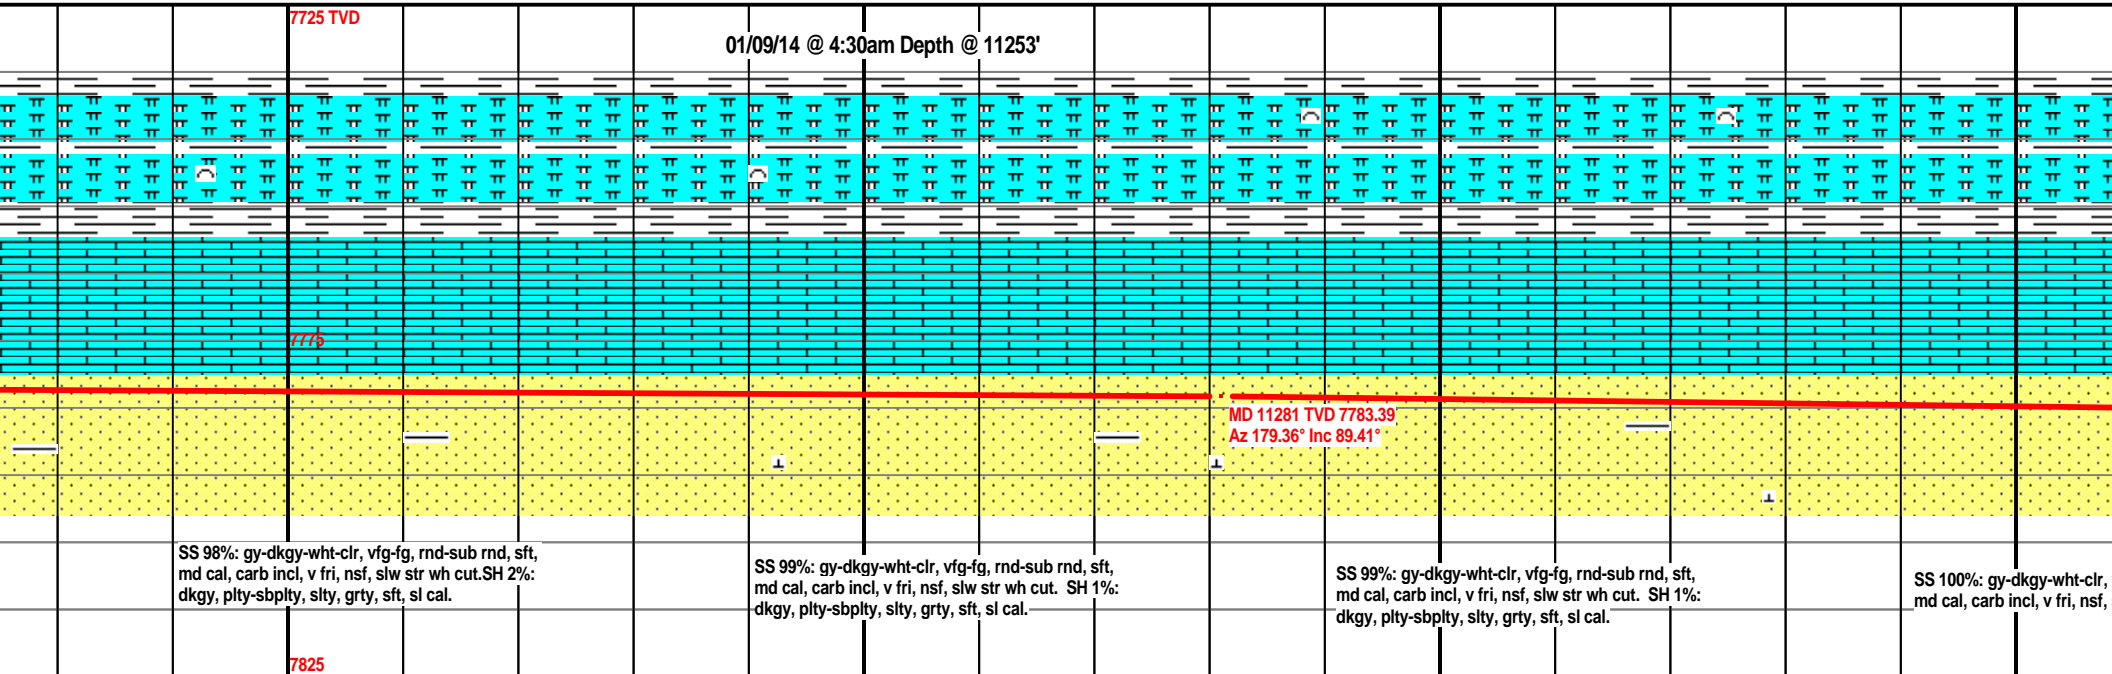 7725 TVD
01/09/14 @ 4:30am Depth @ 11253'
7775
MD 11281 TVD 7783.39
Az 179.36° Inc 89.41°
SS 98%: gy-dkgy-wht-clr, vfg-fg, rnd-sub rnd, sft,
md cal, carb incl, v fri, nsf, slw str wh cut.SH 2%:
dkgy, plty-sbplty, slty, grty, sft, sl cal.
SS 99%: gy-dkgy-wht-clr, vfg-fg, rnd-sub rnd, sft,
md cal, carb incl, v fri, nsf, slw str wh cut.  SH 1%:
dkgy, plty-sbplty, slty, grty, sft, sl cal.
SS 99%: gy-dkgy-wht-clr, vfg-fg, rnd-sub rnd, sft,
md cal, carb incl, v fri, nsf, slw str wh cut.  SH 1%:
dkgy, plty-sbplty, slty, grty, sft, sl cal.
SS 100%: gy-dkgy-wht-clr,
md cal, carb incl, v fri, nsf,
7825